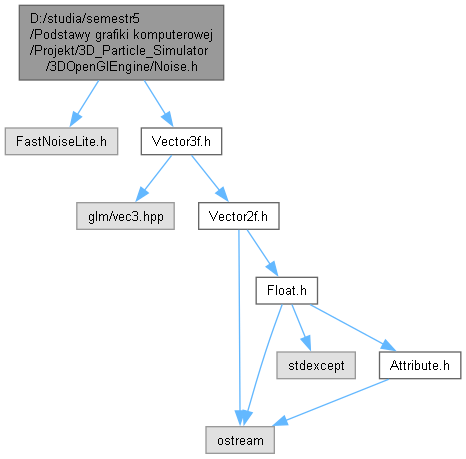 D:/studia/semestr5
/Podstawy grafiki komputerowej
/Projekt/3D_Particle_Simulator
/3DOpenGlEngine/Noise.h
FastNoiseLite.h
Vector3f.h
glm/vec3.hpp
Vector2f.h
Float.h
stdexcept
Attribute.h
ostream